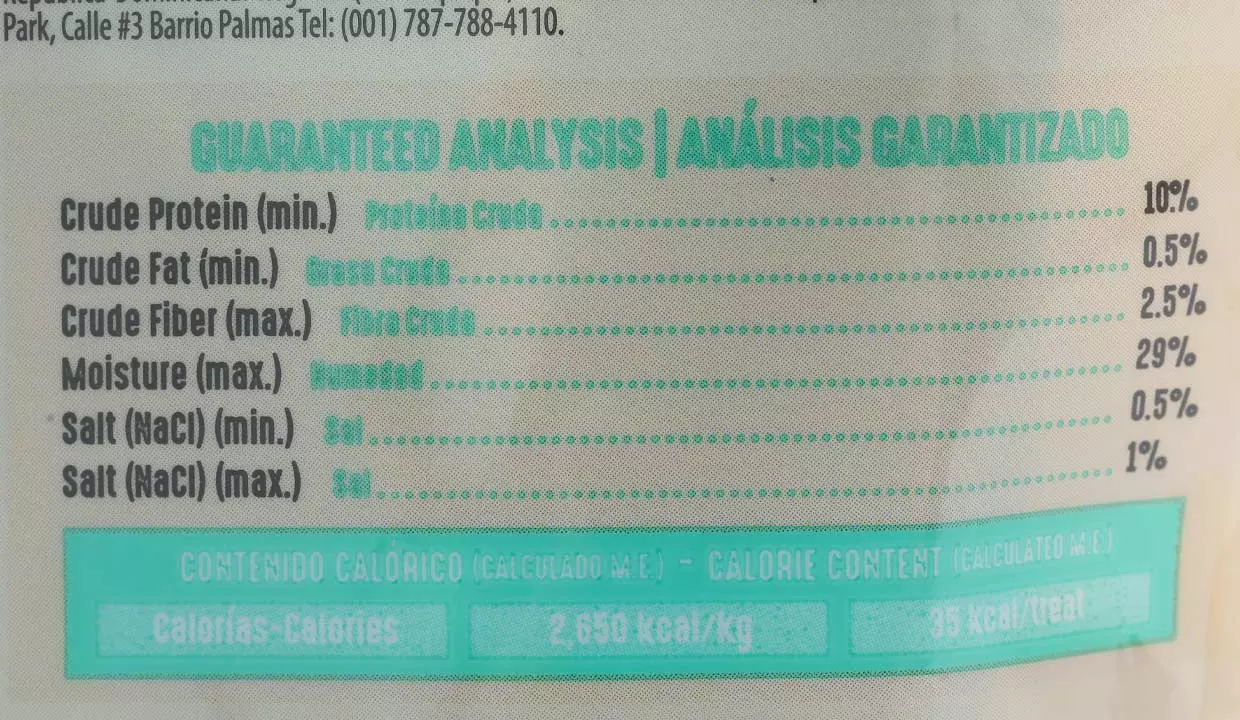 Park, Calle #3 Barrio Palmas Tel: (001) 787-788-4110.
GUARANTEED ANALYSIS | ANÁLISIS GARANTIZADO
Crude Protein (min.) Proteína Cruda 10%
Crude Fat (min.) Grasa Cruda 0.5%
Crude Fiber (max.) Fibra Cruda 2.5%
Moisture (max.) Humedad 29%
Salt (NaCl) (min.) Sal 0.5%
Salt (NaCl) (max.) Sal 1%
CONTENIDO CALÓRICO (CALCULADO M.E.) - CALORIE CONTENT (CALCULATED M.E.)
Calorías-Calories 2,650 kcal/kg 35 kcal/treat